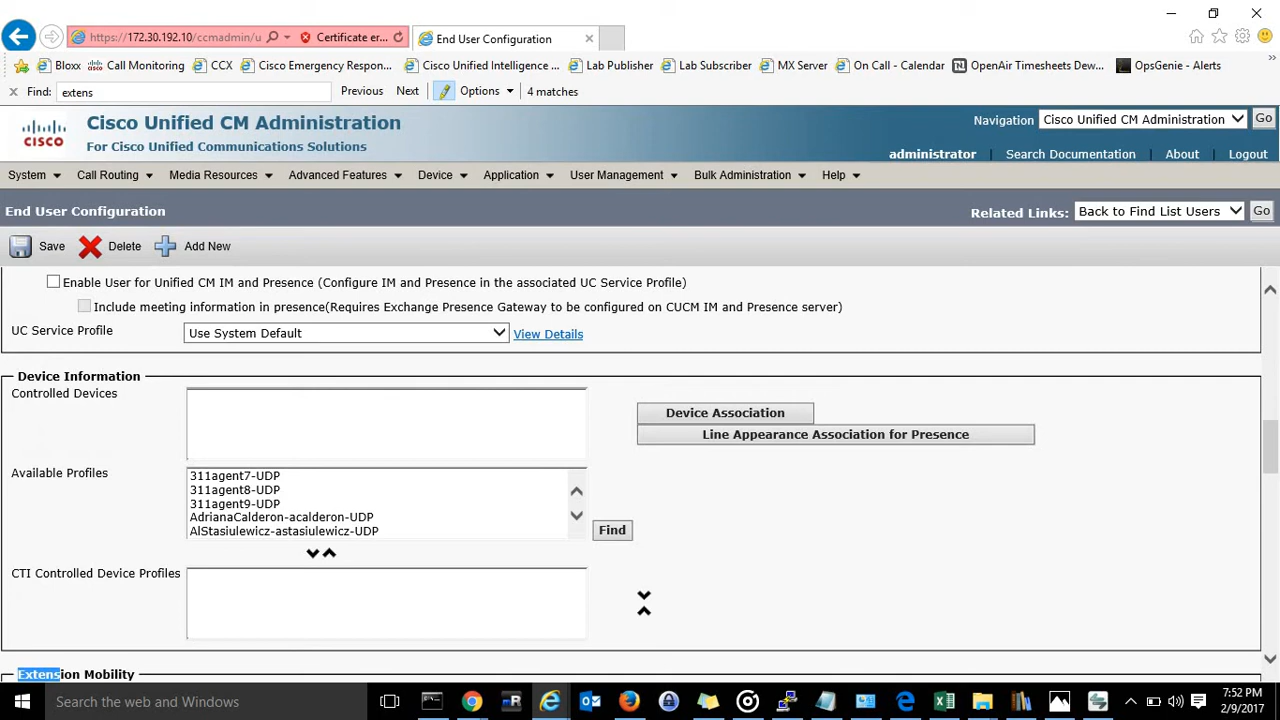 https://172.30.192.10/ccmadmin/u
Certificate er...
End User Configuration
Bloxx
Call Monitoring
CCX
Cisco Emergency Respon...
Cisco Unified Intelligence ...
Lab Publisher
Lab Subscriber
MX Server
On Call - Calendar
OpenAir Timesheets Dew...
OpsGenie - Alerts
Find: extens
Previous
Next
Options
4 matches
CISCO
Cisco Unified CM Administration
For Cisco Unified Communications Solutions
Navigation Cisco Unified CM Administration Go
administrator | Search Documentation | About | Logout
System
Call Routing
Media Resources
Advanced Features
Device
Application
User Management
Bulk Administration
Help
End User Configuration
Related Links: Back to Find List Users Go
Save
Delete
Add New
Enable User for Unified CM IM and Presence (Configure IM and Presence in the associated UC Service Profile)
Include meeting information in presence(Requires Exchange Presence Gateway to be configured on CUCM IM and Presence server)
UC Service Profile Use System Default View Details
Device Information
Controlled Devices
Device Association
Line Appearance Association for Presence
Available Profiles
311agent7-UDP
311agent8-UDP
311agent9-UDP
AdrianaCalderon-acalderon-UDP
AlStasiulewicz-astasiulewicz-UDP
Find
CTI Controlled Device Profiles
Extension Mobility
Search the web and Windows
7:52 PM
2/9/2017